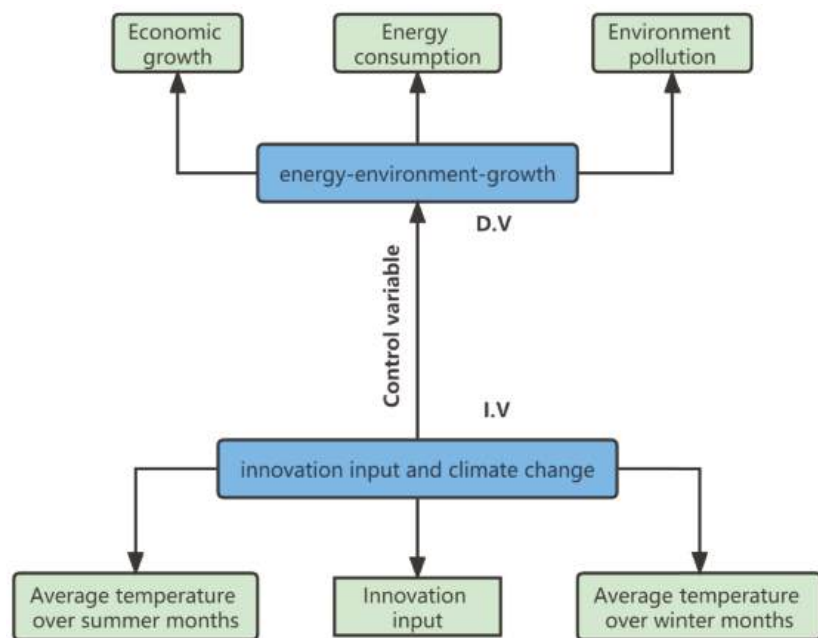 Economic
growth
Energy
consumption
Environment
pollution
energy-environment-growth
D.V
Control variable
I.V
innovation input and climate change
Average temperature
over summer months
Innovation
input
Average temperature
over winter months